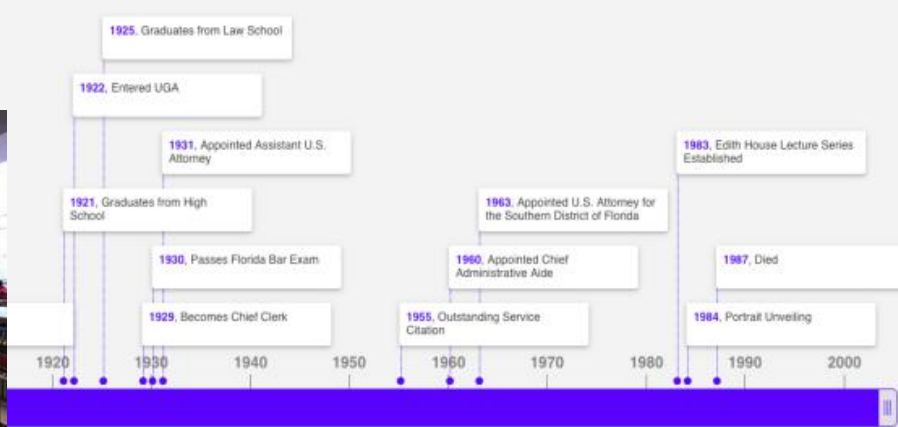 1925, Graduates from Law School
1922, Entered UGA
1931, Appointed Assistant U.S.
Attorney
1983, Edith House Lecture Series
Established
1921, Graduates from High
School
1963, Appointed U.S. Attorney for
the Southern District of Florida
1930, Passes Florida Bar Exam
1960, Appointed Chief
Administrative Aide
1987, Died
1929, Becomes Chief Clerk
1955, Outstanding Service
Citation
1984, Portrait Unveiling
1920 1930 1940 1950 1960 1970 1980 1990 2000